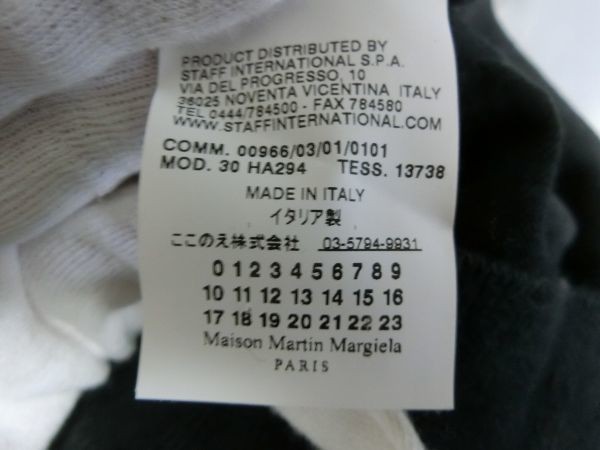 PRODUCT DISTRIBUTED BY
STAFF INTERNATIONAL S.P.A.
VIA DEL PROGRESSO, 10
36025 NOVENTA VICENTINA ITALY
TEL 0444/784500 - FAX 784580
WWW.STAFFINTERNATIONAL.COM
COMM. 00966/03/01/0101
MOD. 30 HA294 TESS. 13738
MADE IN ITALY
イタリア製
ここのえ株式会社 03-5794-9931
0 1 2 3 4 5 6 7 8 9
10 11 12 13 14 15 16
17 18 19 20 21 22 23
Maison Martin Margiela
PARIS